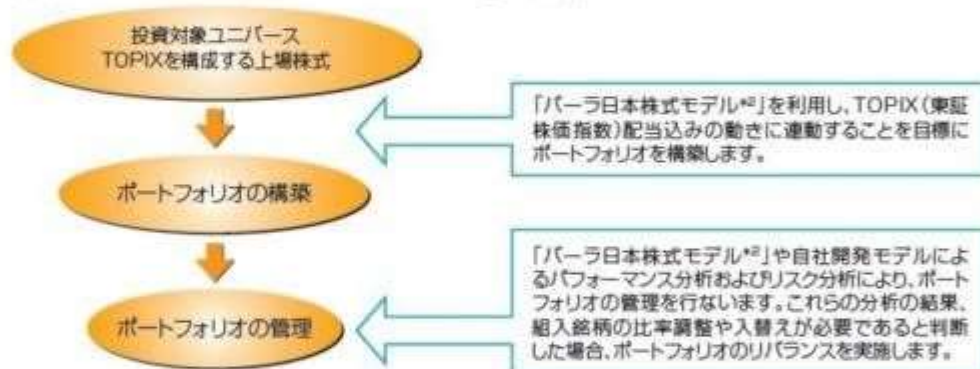 投資対象ユニバース
TOPIXを構成する上場株式
「バーラ日本株式モデル*2」を利用し、TOPIX(東証
株価指数)配当込みの動きに連動することを目標に
ポートフォリオを構築します。
ポートフォリオの構築
「バーラ日本株式モデル*2」や自社開発モデルによ
るパフォーマンス分析およびリスク分析により、ポート
フォリオの管理を行ないます。これらの分析の結果、
組入銘柄の比率調整や入替えが必要であると判断
した場合、ポートフォリオのリバランスを実施します。
ポートフォリオの管理